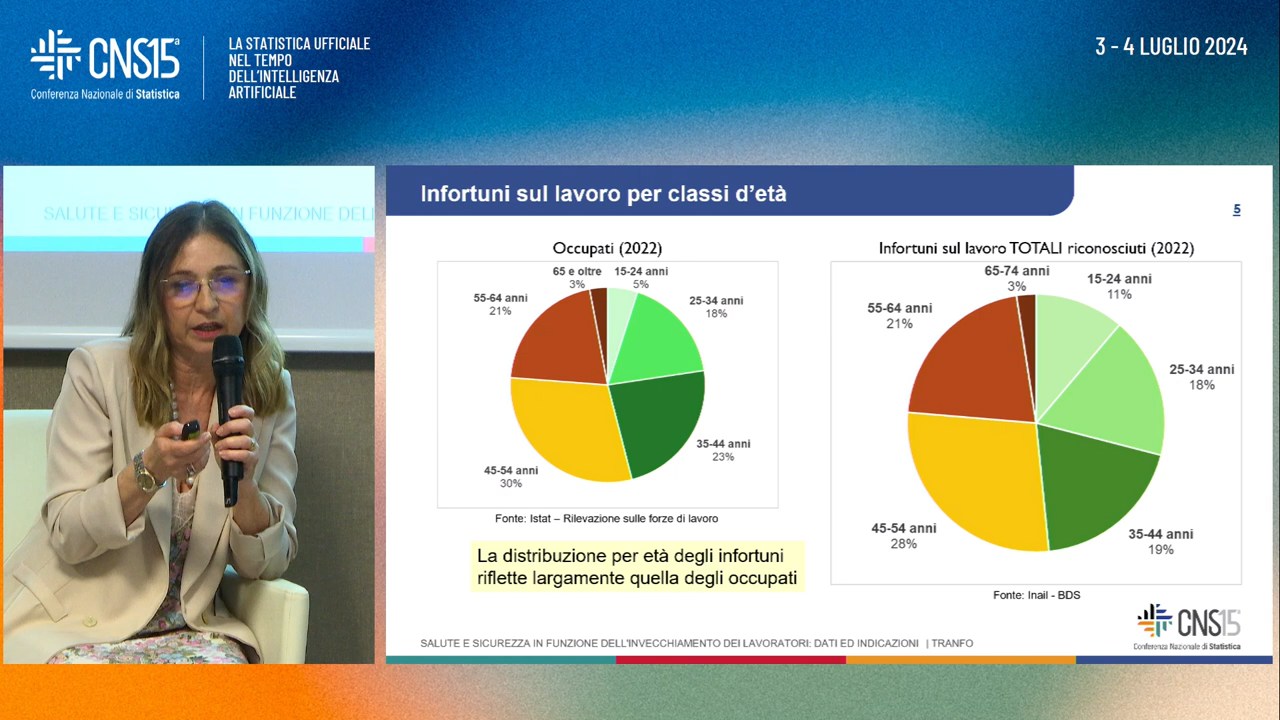 CNS15ª
Conferenza Nazionale di Statistica
LA STATISTICA UFFICIALE
NEL TEMPO
DELL'INTELLIGENZA
ARTIFICIALE
3 - 4 LUGLIO 2024
SALUTE E SICU IN FUNZIONE DELL
Infortuni sul lavoro per classi d'età
5
Occupati (2022)
65 e oltre
3%
15-24 anni
5%
55-64 anni
21%
25-34 anni
18%
35-44 anni
23%
45-54 anni
30%
Fonte: Istat – Rilevazione sulle forze di lavoro
La distribuzione per età degli infortuni
riflette largamente quella degli occupati
Infortuni sul lavoro TOTALI riconosciuti (2022)
65-74 anni
3%
15-24 anni
11%
55-64 anni
21%
25-34 anni
18%
45-54 anni
28%
35-44 anni
19%
Fonte: Inail - BDS
SALUTE E SICUREZZA IN FUNZIONE DELL'INVECCHIAMENTO DEI LAVORATORI: DATI ED INDICAZIONI | TRANFO
CNS15ª
Conferenza Nazionale di Statistica